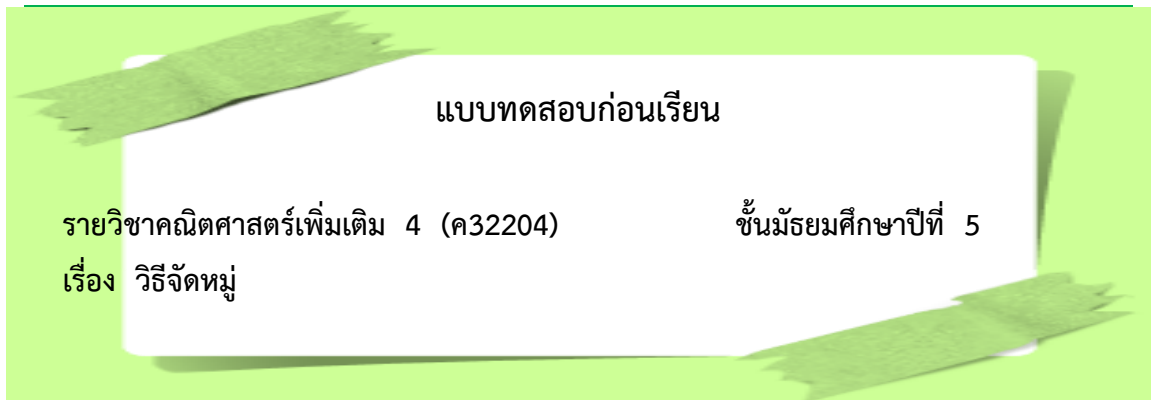 แบบทดสอบก่อนเรียน
รายวิชาคณิตศาสตร์เพิ่มเติม 4 (ค32204) ชั้นมัธยมศึกษาปีที่ 5
เรื่อง วิธีจัดหมู่